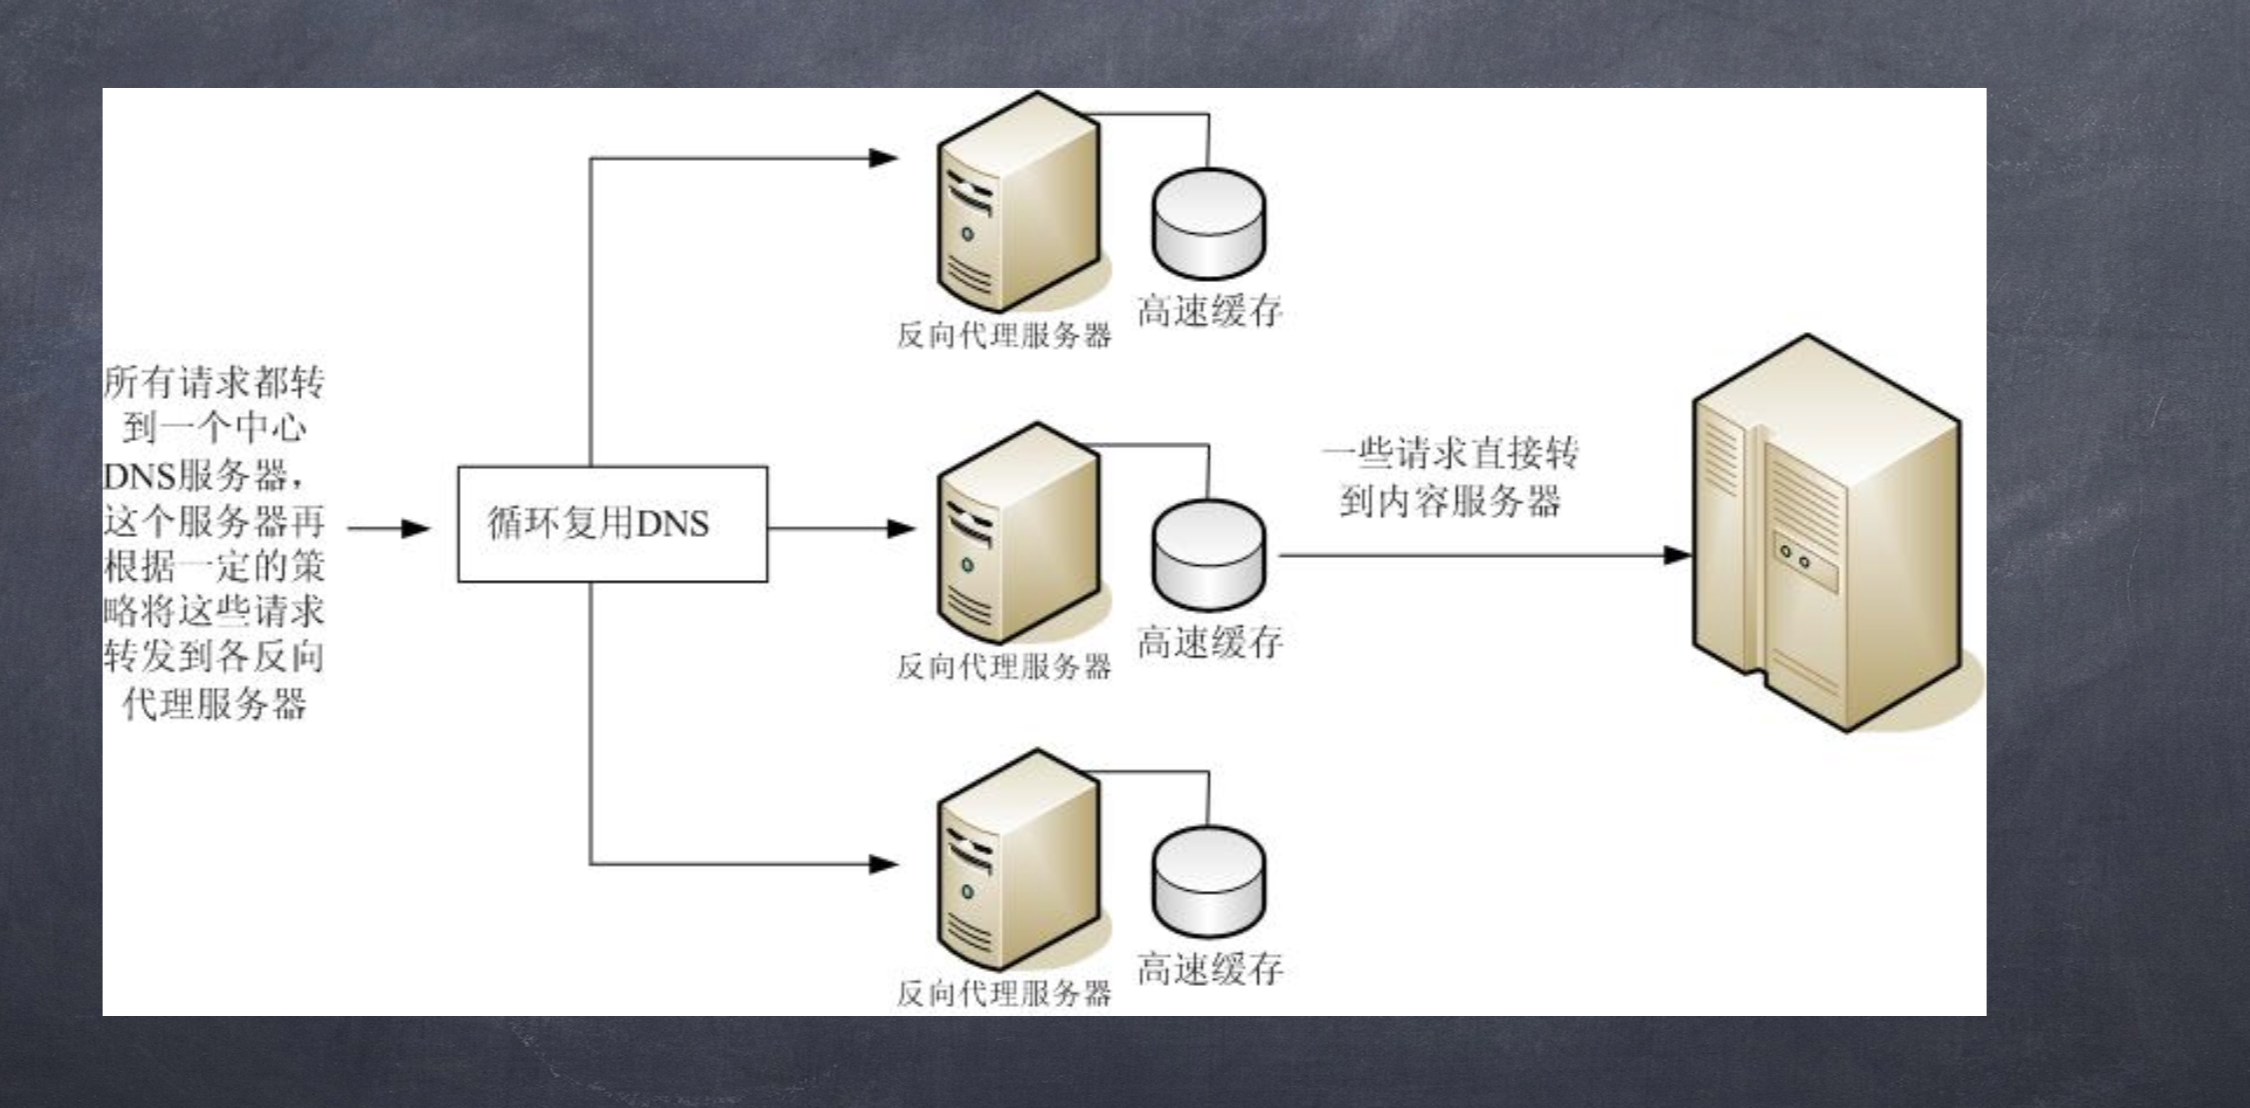 高速缓存
反向代理服务器
所有请求都转
到一个中心
DNS服务器，
这个服务器再
根据一定的策
略将这些请求
转发到各反向
代理服务器
循环复用DNS
高速缓存
反向代理服务器
一些请求直接转
到内容服务器
高速缓存
反向代理服务器